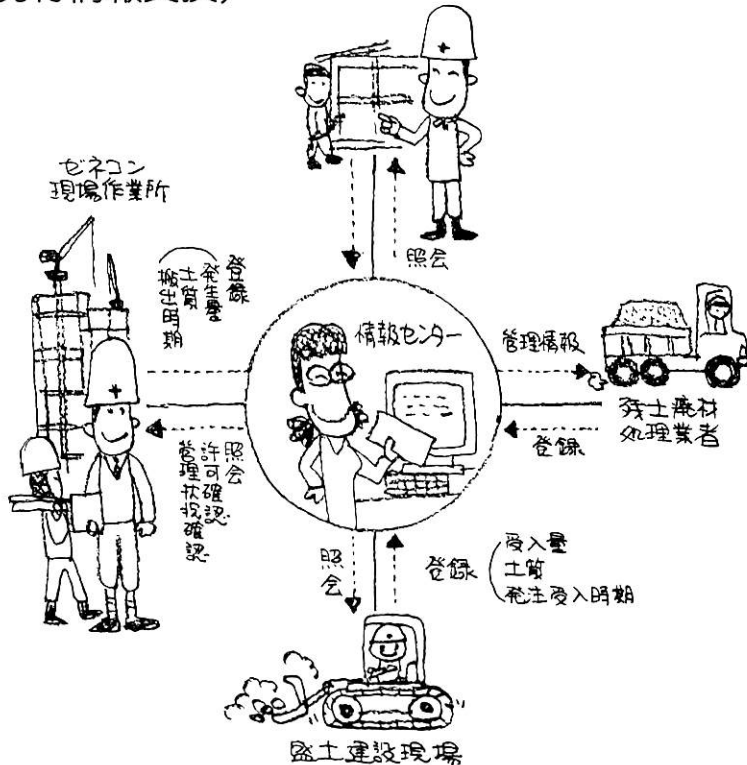 照会
ゼネコン
現場作業所
登録
発生量
土質
搬出時期
情報センター
管理情報
残土廃材
処理業者
登録
照会
許可確認
管理状況確認
照会
登録
受入量
土質
発注受入時期
盛土建設現場